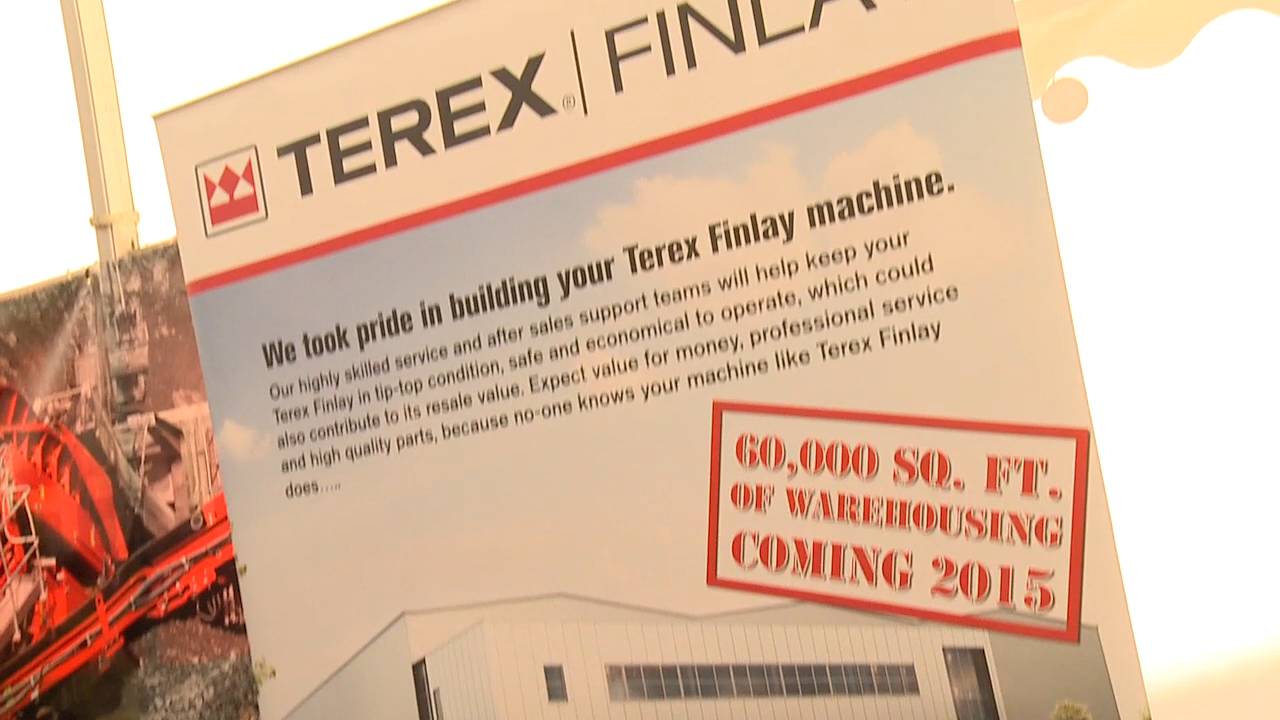 TEREX® | FINLAY
We took pride in building your Terex Finlay machine.
Our highly skilled service and after sales support teams will help keep your
Terex Finlay in tip-top condition, safe and economical to operate, which could
also contribute to its resale value. Expect value for money, professional service
and high quality parts, because no-one knows your machine like Terex Finlay
does.....
60,000 SQ. FT.
OF WAREHOUSING
COMING 2015